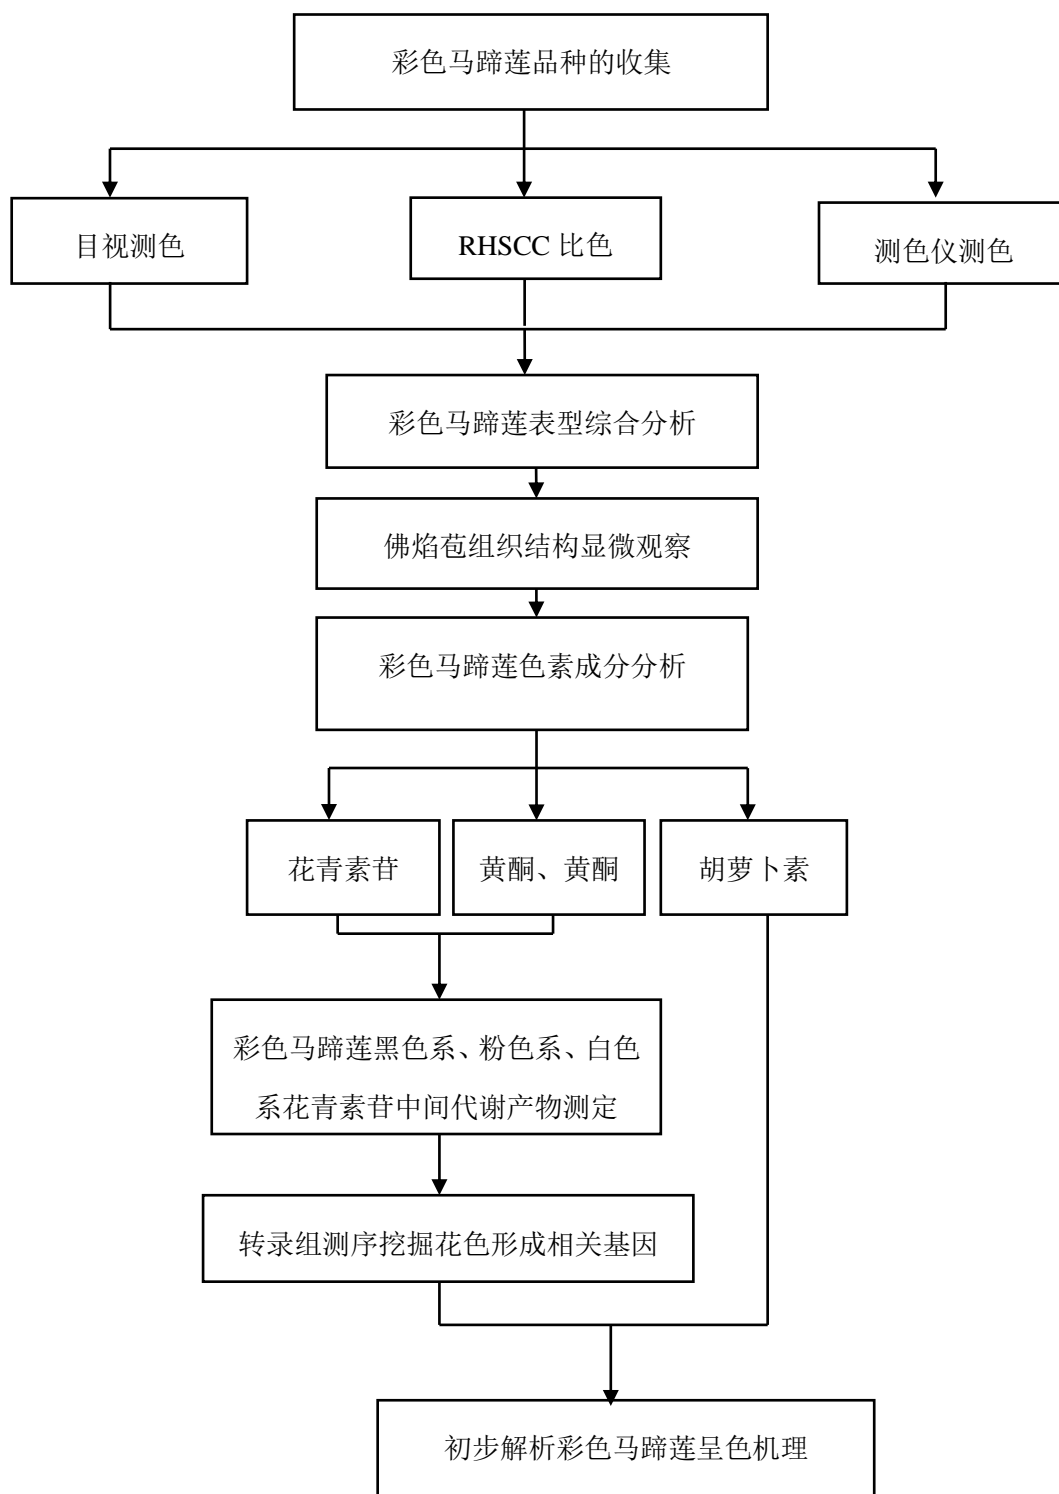 彩色马蹄莲品种的收集
目视测色
RHSCC 比色
测色仪测色
彩色马蹄莲表型综合分析
佛焰苞组织结构显微观察
彩色马蹄莲色素成分分析
花青素苷
黄酮、黄酮
胡萝卜素
彩色马蹄莲黑色系、粉色系、白色
系花青素苷中间代谢产物测定
转录组测序挖掘花色形成相关基因
初步解析彩色马蹄莲呈色机理